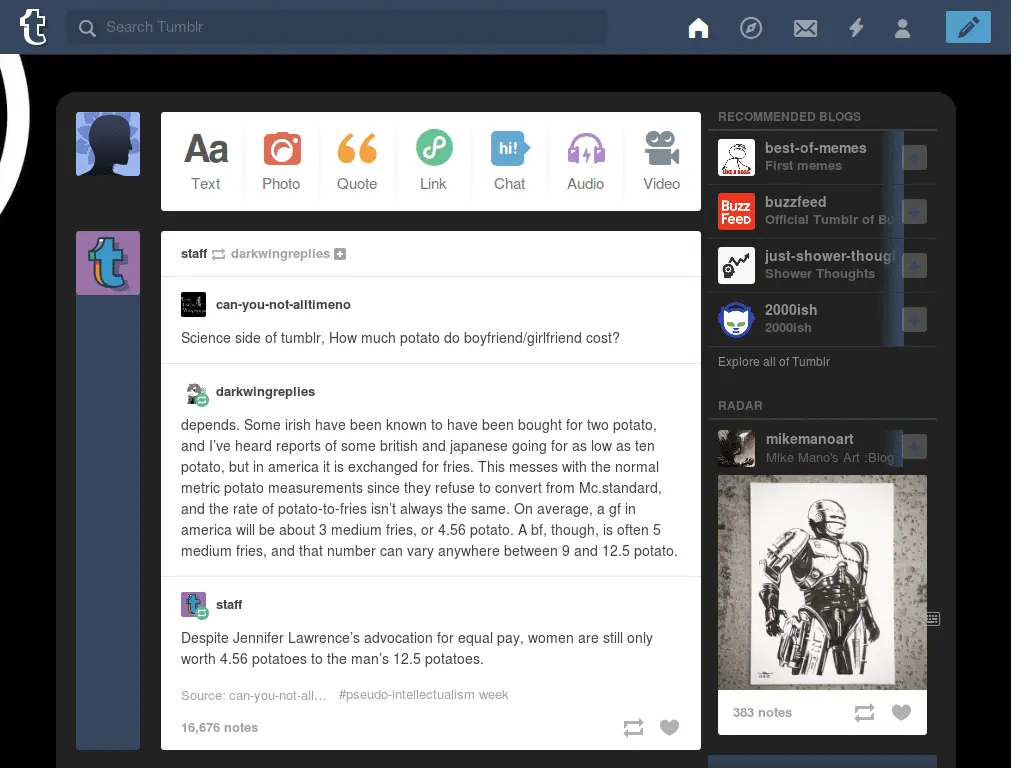 Search Tumblr
Aa
Text
Photo
Quote
Link
hi!
Chat
Audio
Video
staff darkwingreplies
can-you-not-alltimeno
Science side of tumblr, How much potato do boyfriend/girlfriend cost?
darkwingreplies
depends. Some irish have been known to have been bought for two potato,
and I’ve heard reports of some british and japanese going for as low as ten
potato, but in america it is exchanged for fries. This messes with the normal
metric potato measurements since they refuse to convert from Mc.standard,
and the rate of potato-to-fries isn’t always the same. On average, a gf in
america will be about 3 medium fries, or 4.56 potato. A bf, though, is often 5
medium fries, and that number can vary anywhere between 9 and 12.5 potato.
staff
Despite Jennifer Lawrence’s advocation for equal pay, women are still only
worth 4.56 potatoes to the man’s 12.5 potatoes.
Source: can-you-not-all… #pseudo-intellectualism week
16,676 notes
RECOMMENDED BLOGS
LIKE A BOSS
best-of-memes
First memes
BUZZ
FEED
buzzfeed
Official Tumblr of Bu
just-shower-thoug
Shower Thoughts
2000ish
2000ish
Explore all of Tumblr
RADAR
mikemanoart
Mike Mano's Art :Blog
383 notes